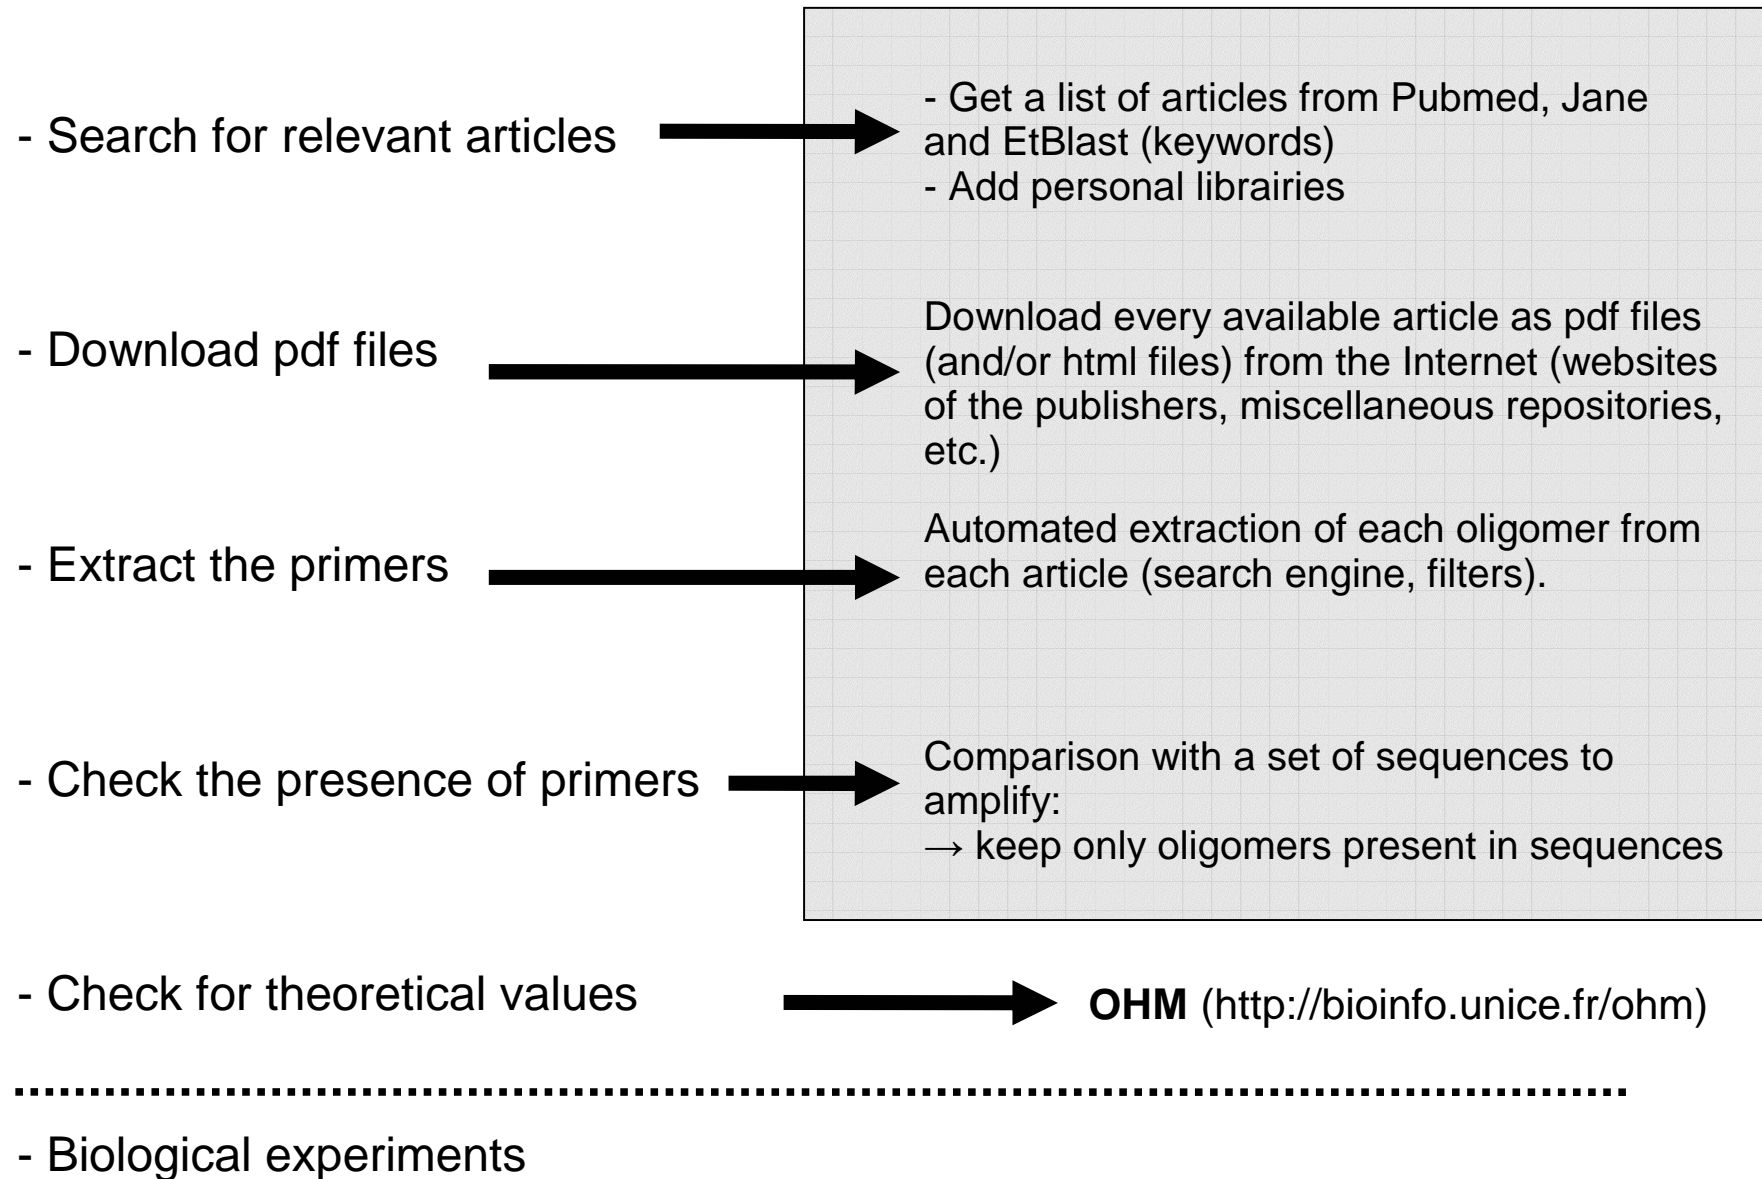 - Search for relevant articles
- Get a list of articles from Pubmed, Jane
and EtBlast (keywords)
- Add personal librairies
- Download pdf files
Download every available article as pdf files
(and/or html files) from the Internet (websites
of the publishers, miscellaneous repositories,
etc.)
- Extract the primers
Automated extraction of each oligomer from
each article (search engine, filters).
- Check the presence of primers
Comparison with a set of sequences to
amplify:
→ keep only oligomers present in sequences
- Check for theoretical values
OHM (http://bioinfo.unice.fr/ohm)
- Biological experiments